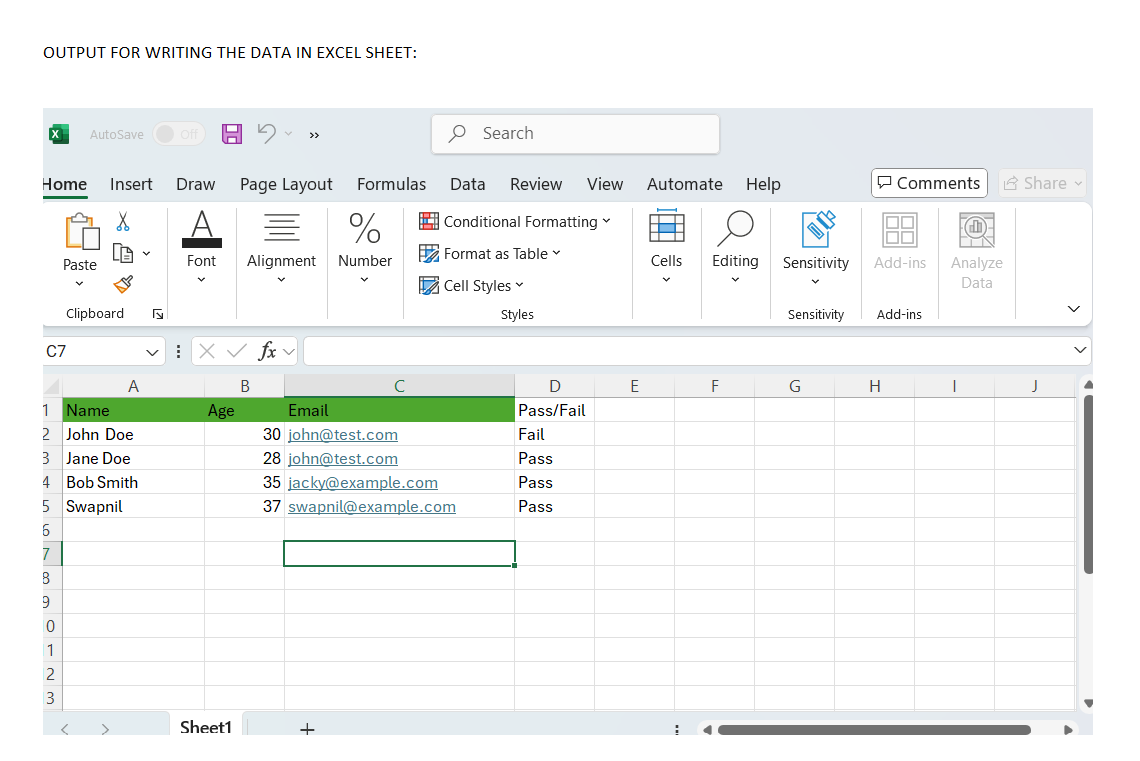 OUTPUT FOR WRITING THE DATA IN EXCEL SHEET:
AutoSave Off Search
Home Insert Draw Page Layout Formulas Data Review View Automate Help Comments Share
Paste Font Alignment Number Conditional Formatting Format as Table Cell Styles Cells Editing Sensitivity Add-ins Analyze Data
Clipboard Styles Sensitivity Add-ins
C7 fx
A B C D E F G H I J
1 Name Age Email Pass/Fail
2 John Doe 30 john@test.com Fail
3 Jane Doe 28 john@test.com Pass
4 Bob Smith 35 jacky@example.com Pass
5 Swapnil 37 swapnil@example.com Pass
6
7
8
9
0
1
2
3
Sheet1